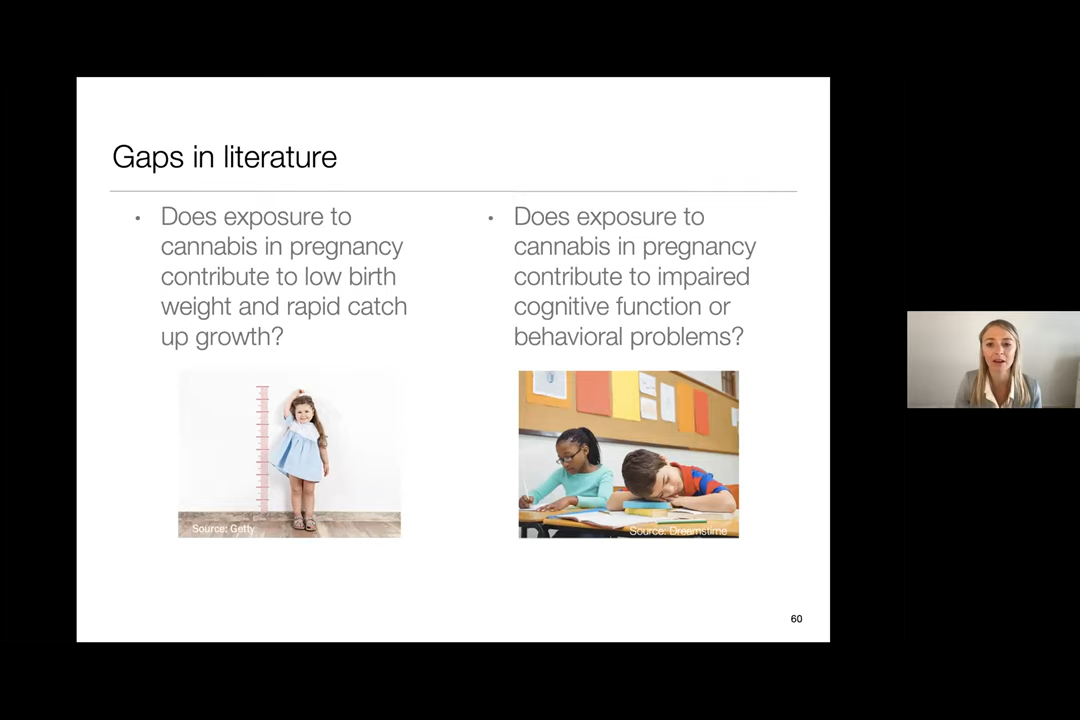 Gaps in literature
• Does exposure to
cannabis in pregnancy
contribute to low birth
weight and rapid catch
up growth?
• Does exposure to
cannabis in pregnancy
contribute to impaired
cognitive function or
behavioral problems?
Source: Getty
Source: Dreamstime
60